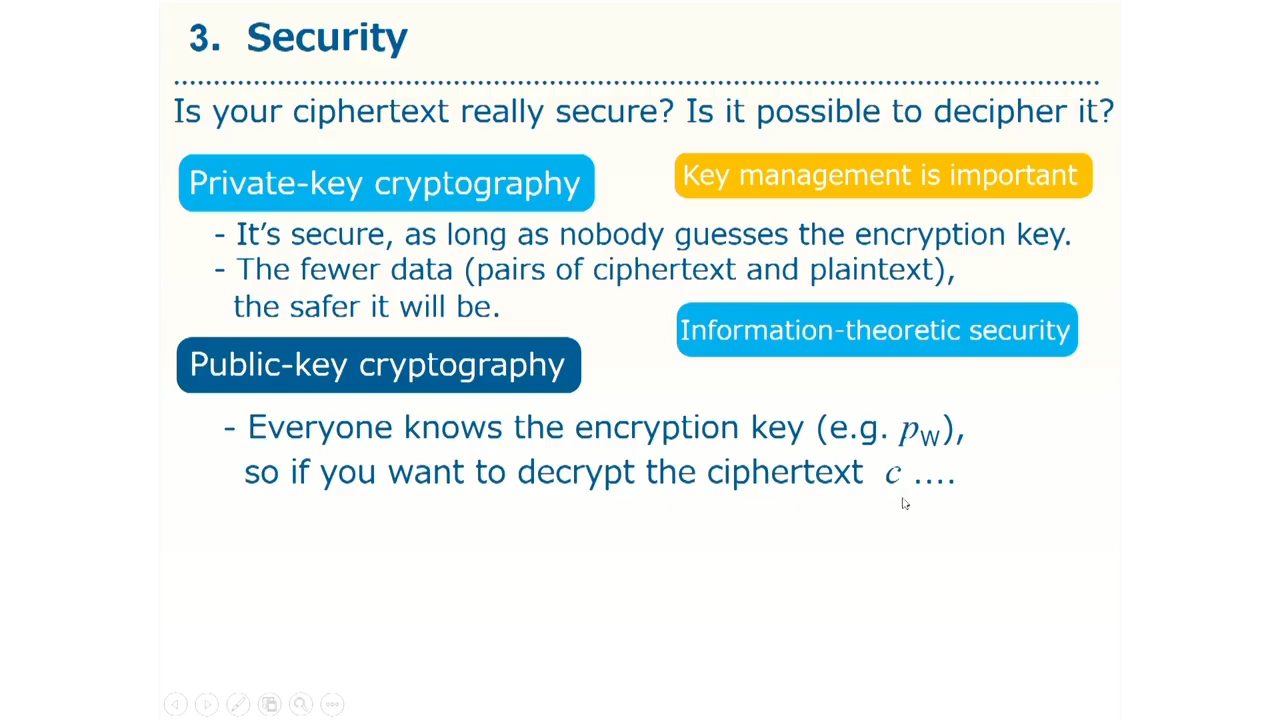 3. Security
Is your ciphertext really secure? Is it possible to decipher it?
Private-key cryptography
Key management is important
- It’s secure, as long as nobody guesses the encryption key.
- The fewer data (pairs of ciphertext and plaintext),
the safer it will be.
Information-theoretic security
Public-key cryptography
- Everyone knows the encryption key (e.g. pW),
so if you want to decrypt the ciphertext c ....